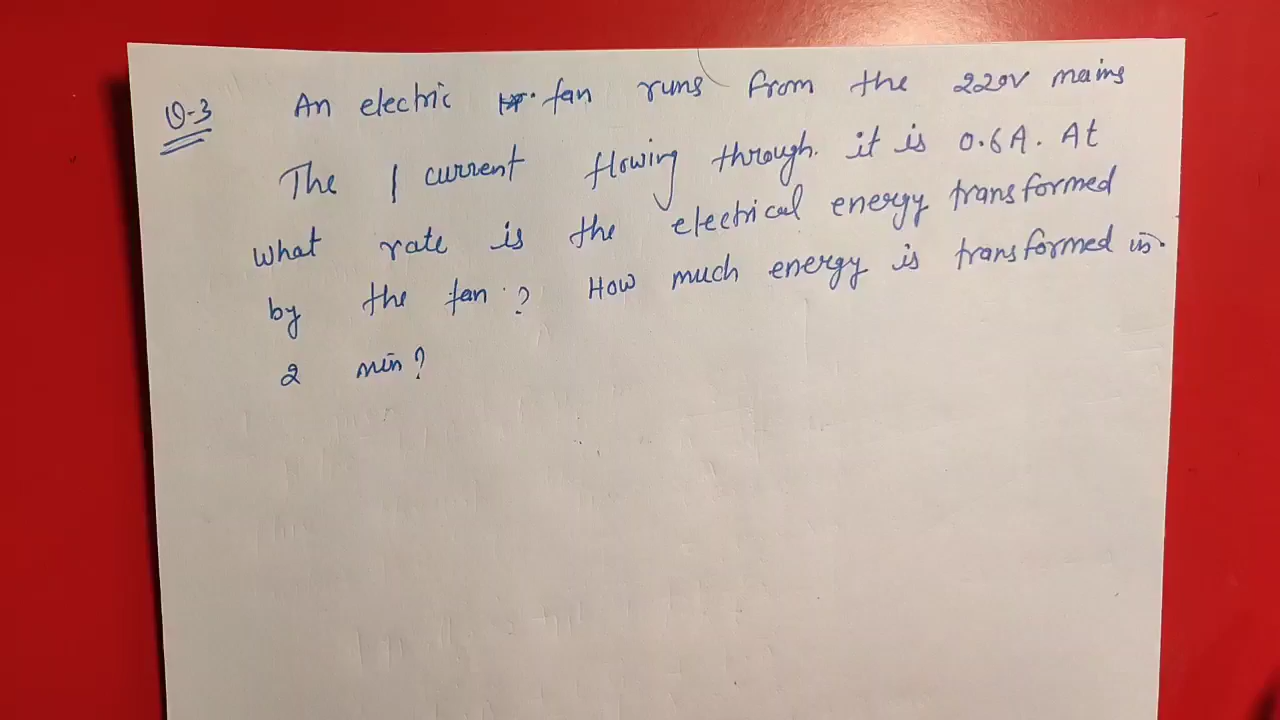 Q-3 An electric fan runs from the 220V mains
The current flowing through. it is 0.6A. At
what rate is the electrical energy transformed
by the fan ? How much energy is transformed in
2 min ?